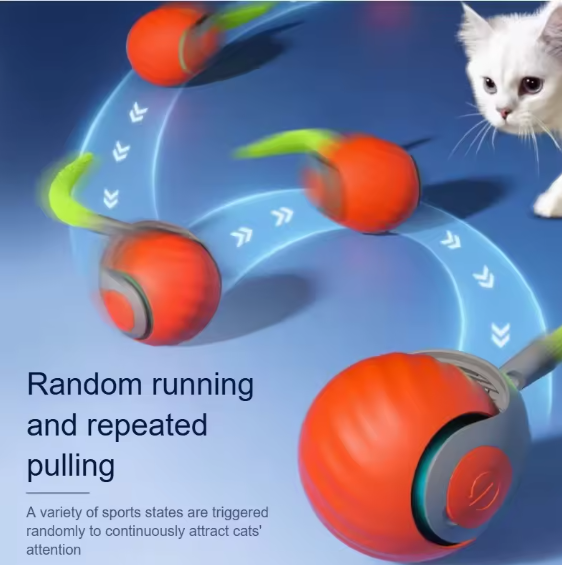 Random running
and repeated
pulling
A variety of sports states are triggered
randomly to continuously attract cats'
attention